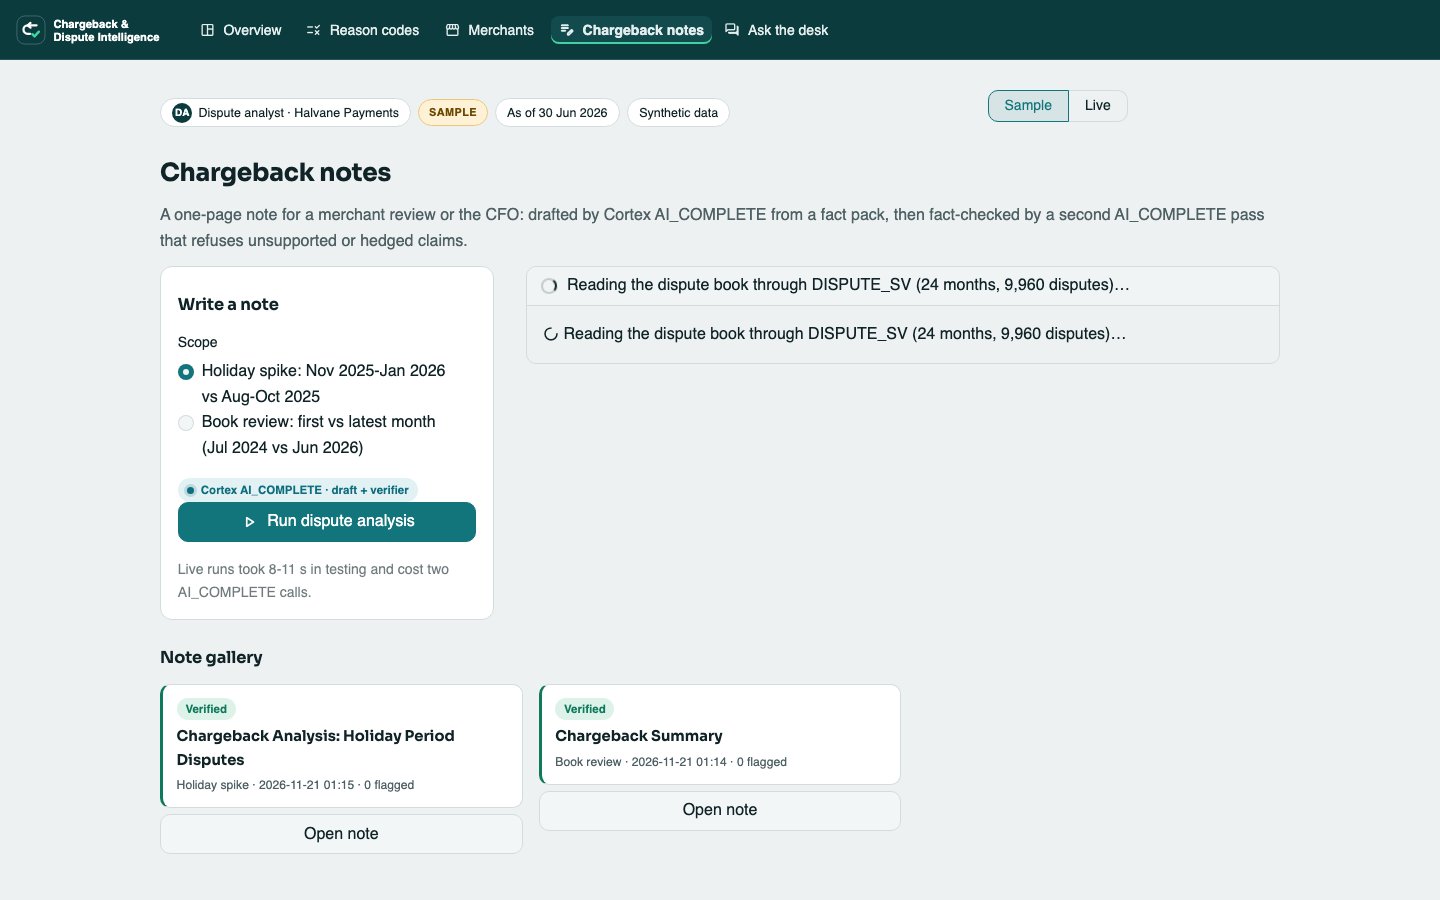 Chargeback &
Dispute Intelligence
Overview
Reason codes
Merchants
Chargeback notes
Ask the desk
DA Dispute analyst · Halvane Payments
SAMPLE
As of 30 Jun 2026
Synthetic data
Sample
Live
Chargeback notes
A one-page note for a merchant review or the CFO: drafted by Cortex AI_COMPLETE from a fact pack, then fact-checked by a second AI_COMPLETE pass
that refuses unsupported or hedged claims.
Write a note
Scope
Holiday spike: Nov 2025-Jan 2026
vs Aug-Oct 2025
Book review: first vs latest month
(Jul 2024 vs Jun 2026)
Cortex AI_COMPLETE · draft + verifier
Run dispute analysis
Live runs took 8-11 s in testing and cost two
AI_COMPLETE calls.
Reading the dispute book through DISPUTE_SV (24 months, 9,960 disputes)…
Reading the dispute book through DISPUTE_SV (24 months, 9,960 disputes)…
Note gallery
Verified
Chargeback Analysis: Holiday Period
Disputes
Holiday spike · 2026-11-21 01:15 · 0 flagged
Open note
Verified
Chargeback Summary
Book review · 2026-11-21 01:14 · 0 flagged
Open note